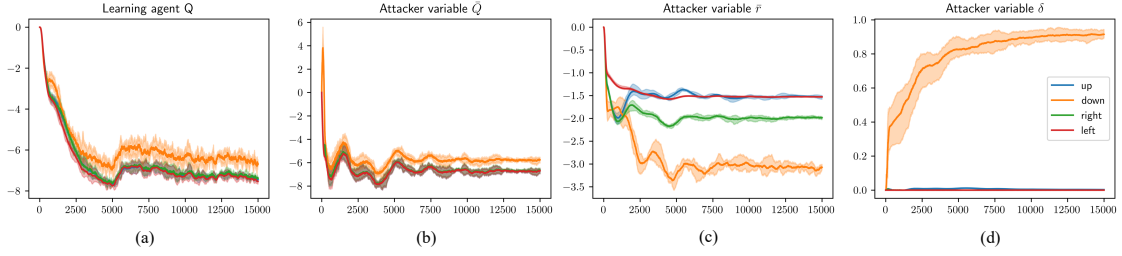 Learning agent Q
0
−2
−4
−6
−8
0 2500 5000 7500 10000 12500 15000
(a)
Attacker variable Q̄̂
6
4
2
0
−2
−4
−6
−8
0 2500 5000 7500 10000 12500 15000
(b)
Attacker variable r̄
0.0
−0.5
−1.0
−1.5
−2.0
−2.5
−3.0
−3.5
0 2500 5000 7500 10000 12500 15000
(c)
Attacker variable δ
1.0
0.8
0.6
0.4
0.2
0.0
up
down
right
left
0 2500 5000 7500 10000 12500 15000
(d)